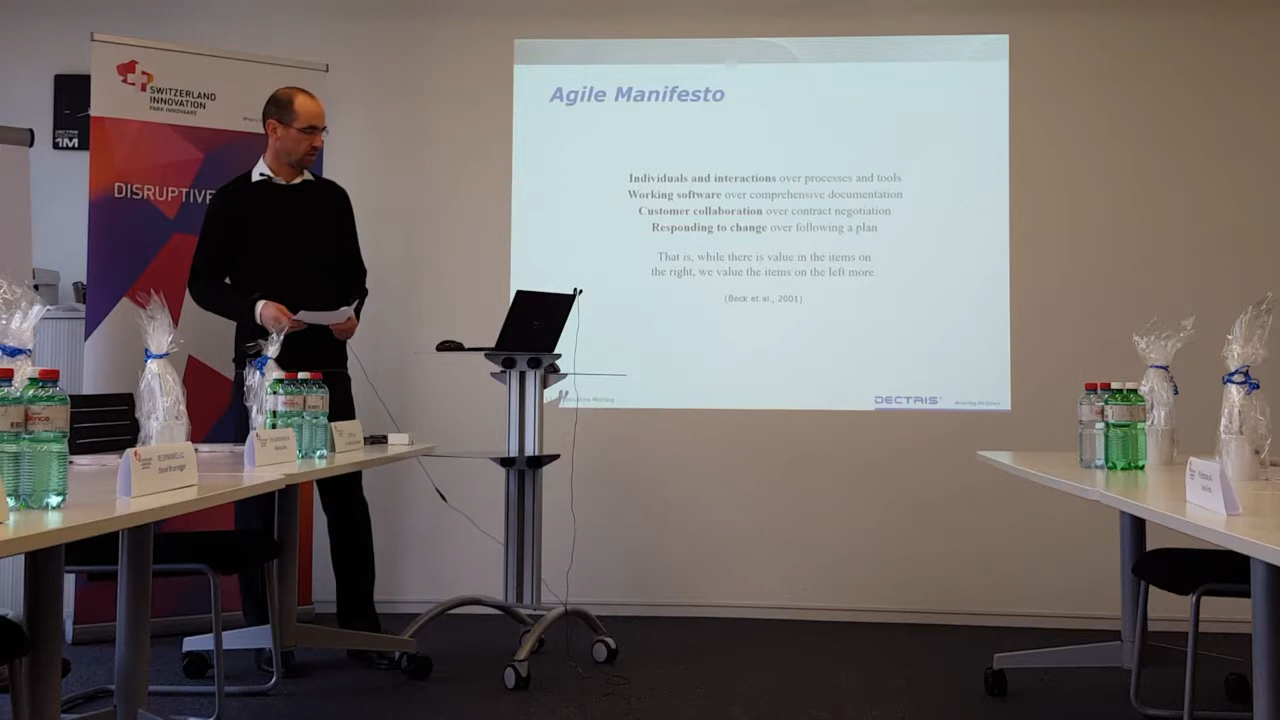 SWITZERLAND
INNOVATION
PARK INNOVAARE
DECTRIS
1M
DISRUPTIVE
Agile Manifesto
Individuals and interactions over processes and tools
Working software over comprehensive documentation
Customer collaboration over contract negotiation
Responding to change over following a plan
That is, while there is value in the items on
the right, we value the items on the left more.
(Beck et al., 2001)
DECTRIS